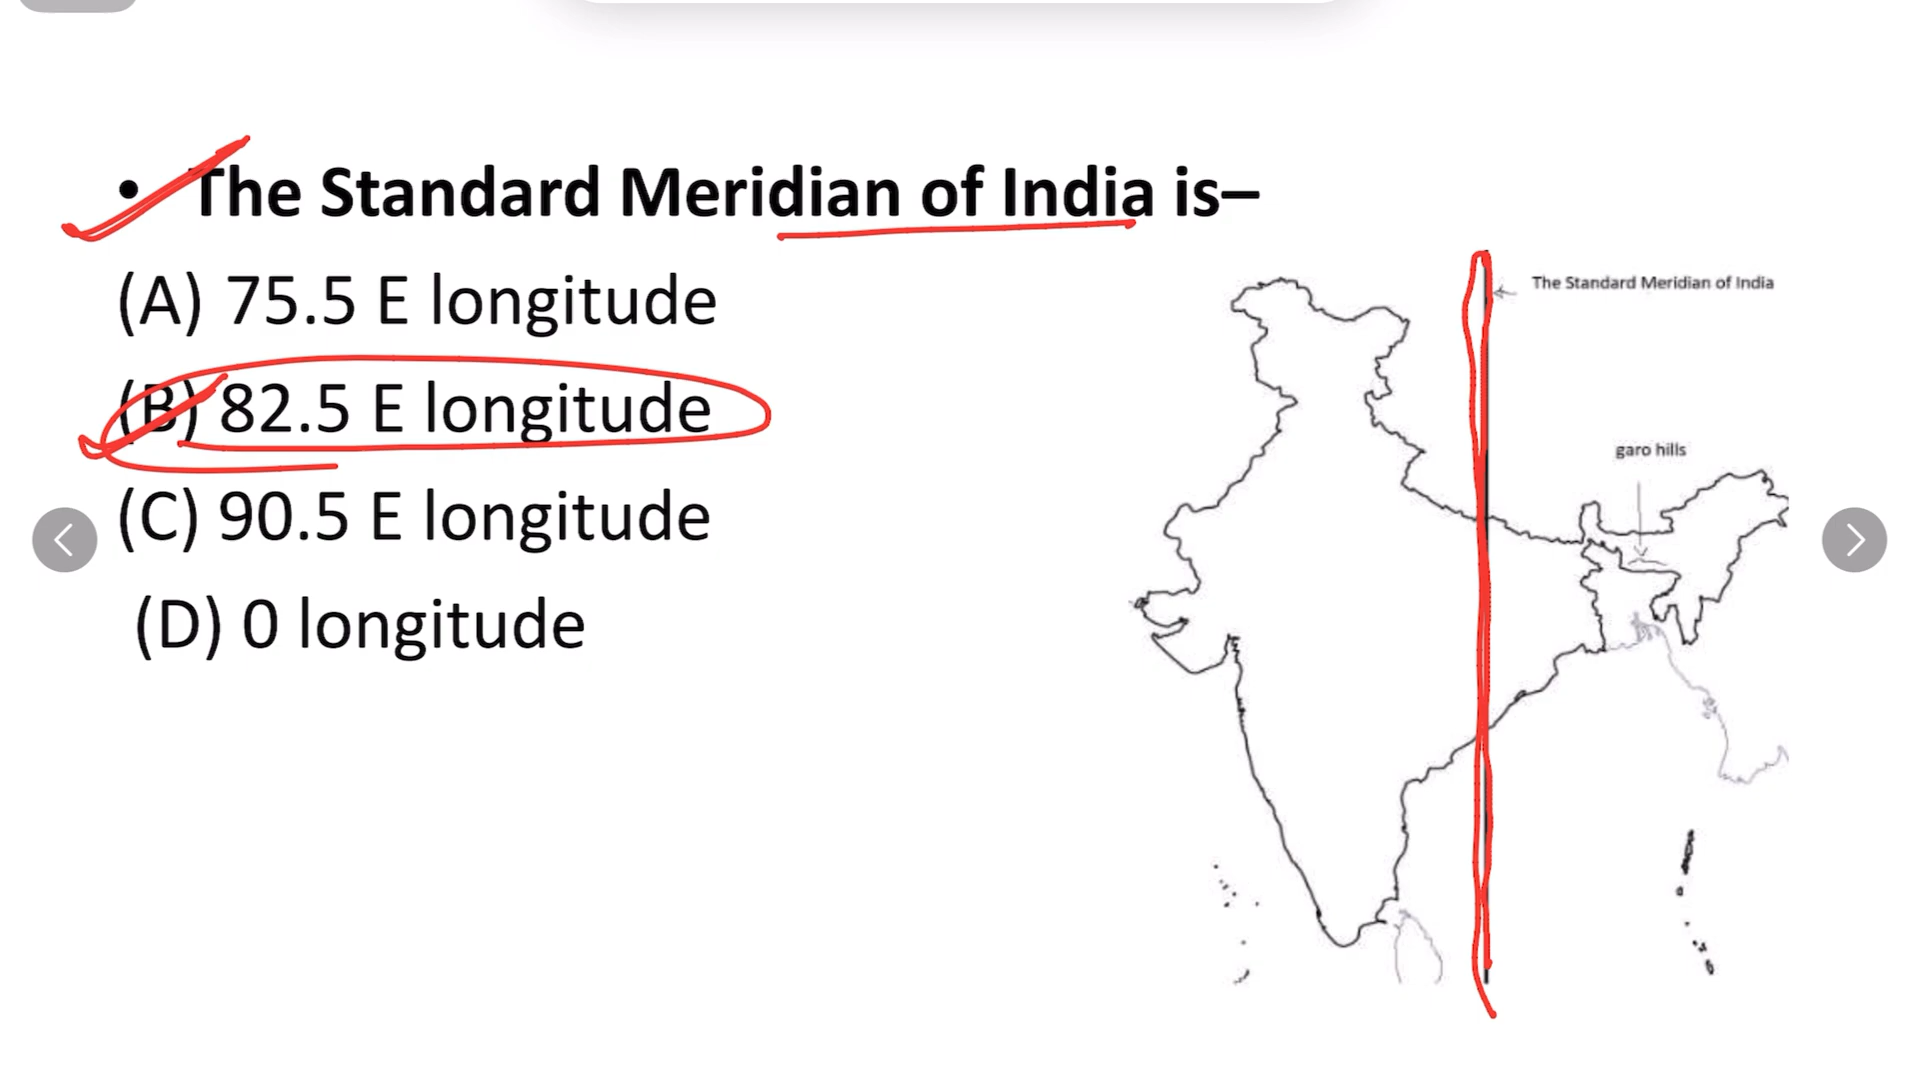 • The Standard Meridian of India is–
(A) 75.5 E longitude
(B) 82.5 E longitude
(C) 90.5 E longitude
(D) 0 longitude
The Standard Meridian of India
garo hills